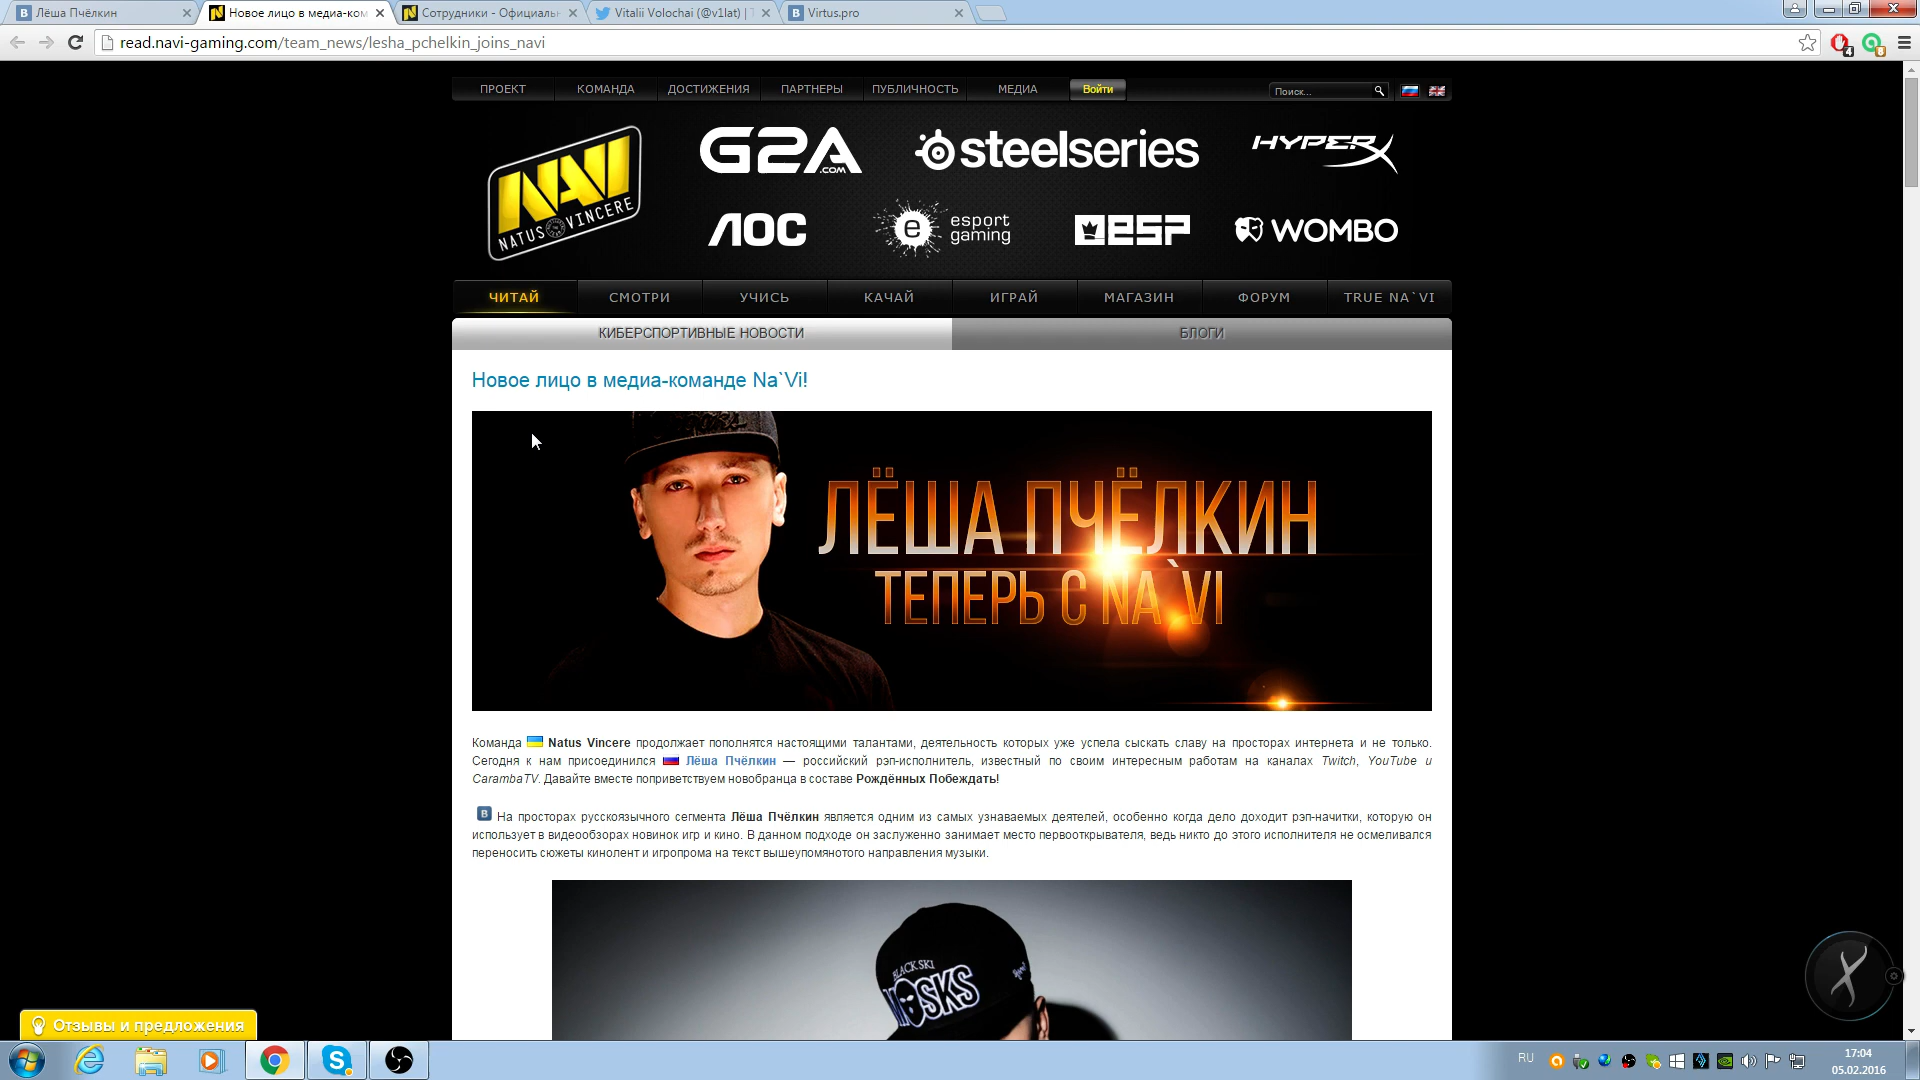 Лёша Пчёлкин
Новое лицо в медиа-ком
Сотрудники - Официальн
Vitalii Volochai (@v1lat) | T
Virtus.pro
read.navi-gaming.com/team_news/lesha_pchelkin_joins_navi
4
8
ПРОЕКТ
КОМАНДА
ДОСТИЖЕНИЯ
ПАРТНЕРЫ
ПУБЛИЧНОСТЬ
МЕДИА
Войти
Поиск...
NAVI
NATUS VINCERE
G2A
.COM
steelseries
HYPERX
AOC
e esport
gaming
ESP
WOMBO
ЧИТАЙ
СМОТРИ
УЧИСЬ
КАЧАЙ
ИГРАЙ
МАГАЗИН
ФОРУМ
TRUE NA`VI
КИБЕРСПОРТИВНЫЕ НОВОСТИ
БЛОГИ
Новое лицо в медиа-команде Na`Vi!
ЛЁША ПЧЁЛКИН
ТЕПЕРЬ С NA`VI
Команда Natus Vincere продолжает пополнятся настоящими талантами, деятельность которых уже успела сыскать славу на просторах интернета и не только.
Сегодня к нам присоединился Лёша Пчёлкин — российский рэп-исполнитель, известный по своим интересным работам на каналах Twitch, YouTube и
CarambaTV. Давайте вместе поприветствуем новобранца в составе Рождённых Побеждать!
На просторах русскоязычного сегмента Лёша Пчёлкин является одним из самых узнаваемых деятелей, особенно когда дело доходит рэп-начитки, которую он
использует в видеообзорах новинок игр и кино. В данном подходе он заслуженно занимает место первооткрывателя, ведь никто до этого исполнителя не осмеливался
переносить сюжеты кинолент и игропрома на текст вышеупомянотого направления музыки.
BLACK.SKI
MOSKS
Отзывы и предложения
RU
17:04
05.02.2016